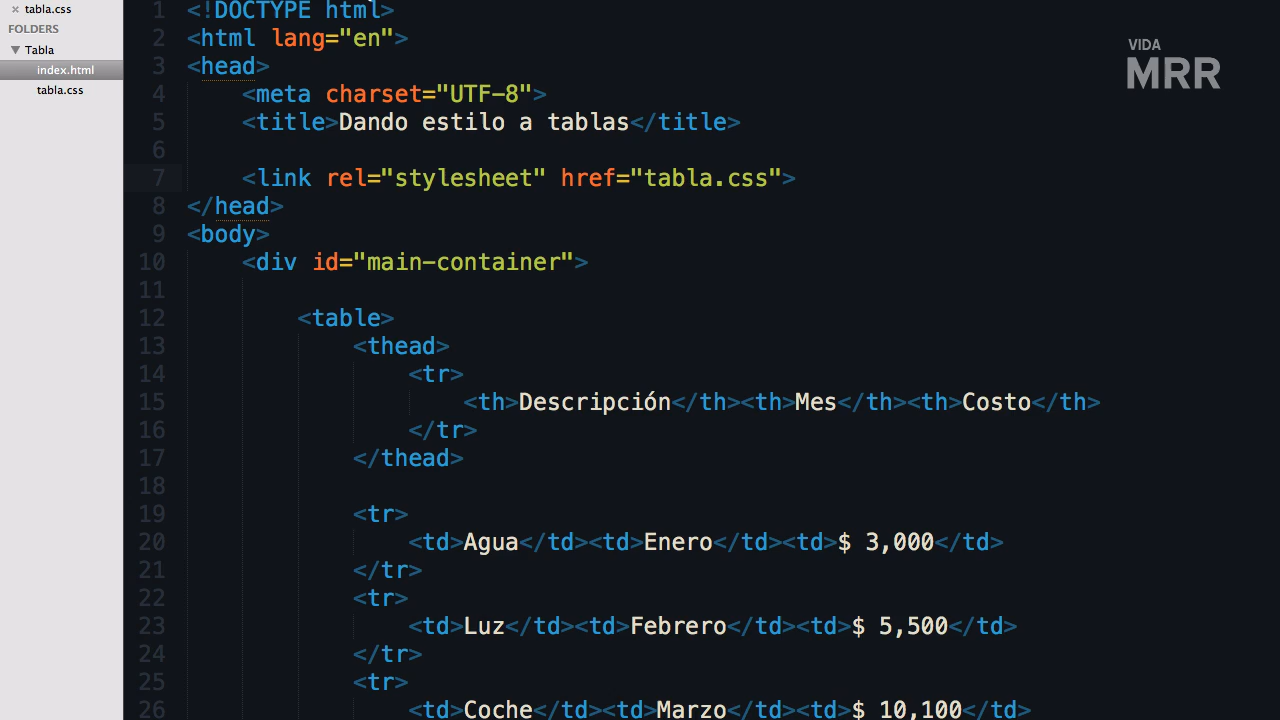 × tabla.css
FOLDERS
▼ Tabla
index.html
tabla.css
VIDA
MRR
1 <!DOCTYPE html>
2 <html lang="en">
3 <head>
4 <meta charset="UTF-8">
5 <title>Dando estilo a tablas</title>
6
7 <link rel="stylesheet" href="tabla.css">
8 </head>
9 <body>
10 <div id="main-container">
11
12 <table>
13 <thead>
14 <tr>
15 <th>Descripción</th><th>Mes</th><th>Costo</th>
16 </tr>
17 </thead>
18
19 <tr>
20 <td>Agua</td><td>Enero</td><td>$ 3,000</td>
21 </tr>
22 <tr>
23 <td>Luz</td><td>Febrero</td><td>$ 5,500</td>
24 </tr>
25 <tr>
26 <td>Coche</td><td>Marzo</td><td>$ 10,100</td>